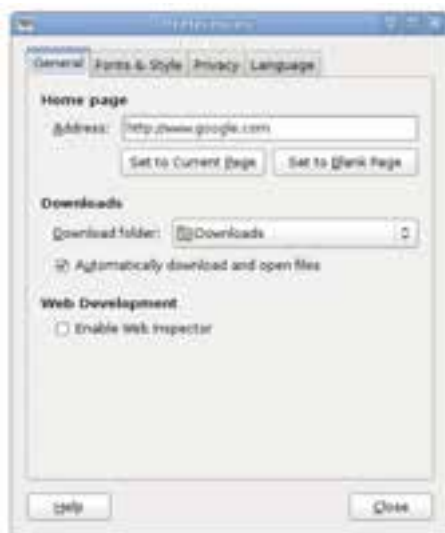 Preferences
General Fonts & Style Privacy Language
Home page
Address: http://www.google.com
Set to Current Page Set to Blank Page
Downloads
Download folder: Downloads
Automatically download and open files
Web Development
Enable Web Inspector
Help Close